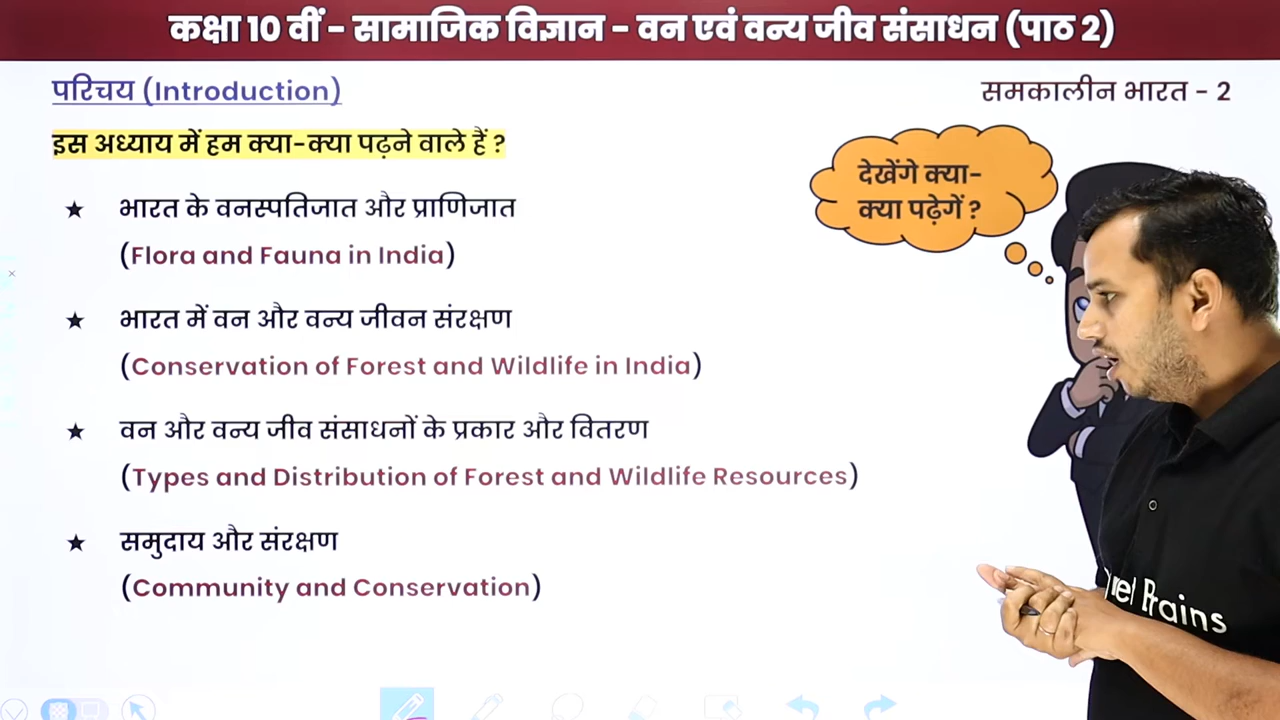 कक्षा 10 वीं - सामाजिक विज्ञान - वन एवं वन्य जीव संसाधन (पाठ 2)
परिचय (Introduction)
समकालीन भारत - 2
इस अध्याय में हम क्या-क्या पढ़ने वाले हैं ?
देखेंगे क्या-
क्या पढ़ेगें ?
★ भारत के वनस्पतिजात और प्राणिजात
(Flora and Fauna in India)
★ भारत में वन और वन्य जीवन संरक्षण
(Conservation of Forest and Wildlife in India)
★ वन और वन्य जीव संसाधनों के प्रकार और वितरण
(Types and Distribution of Forest and Wildlife Resources)
★ समुदाय और संरक्षण
(Community and Conservation)